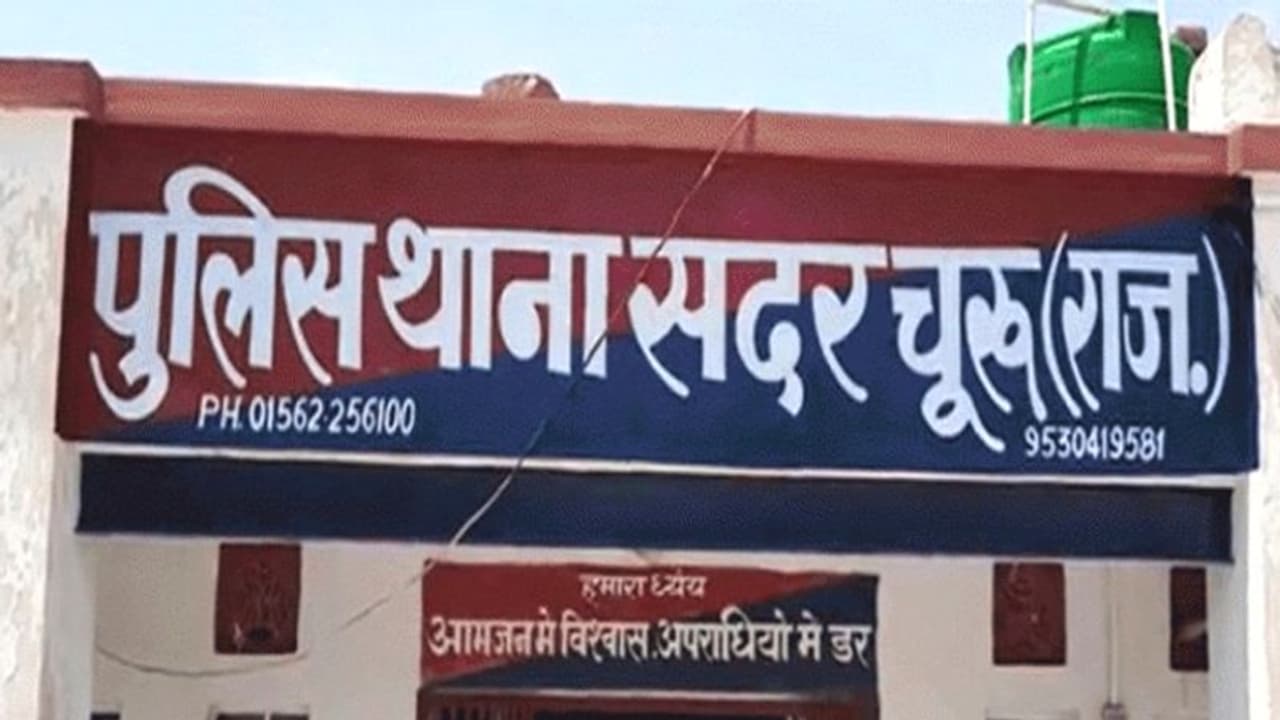 पुलिस थाना सदर चूरू (राज.)
PH. 01562-256100
9530419581
हमारा ध्येय
आमजन मे विश्वास. अपराधियो मे डर